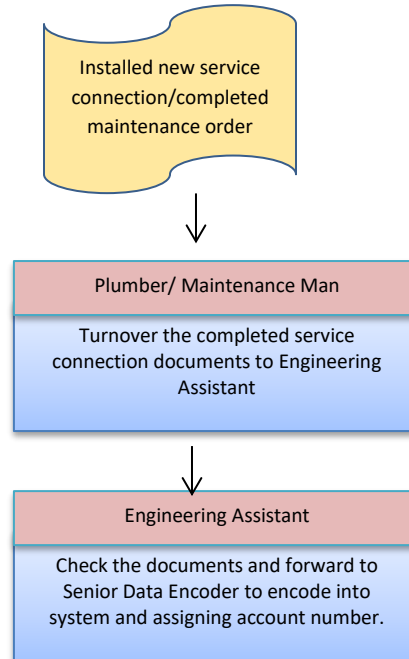 Installed new service
connection/completed
maintenance order
Plumber/ Maintenance Man
Turnover the completed service
connection documents to Engineering
Assistant
Engineering Assistant
Check the documents and forward to
Senior Data Encoder to encode into
system and assigning account number.